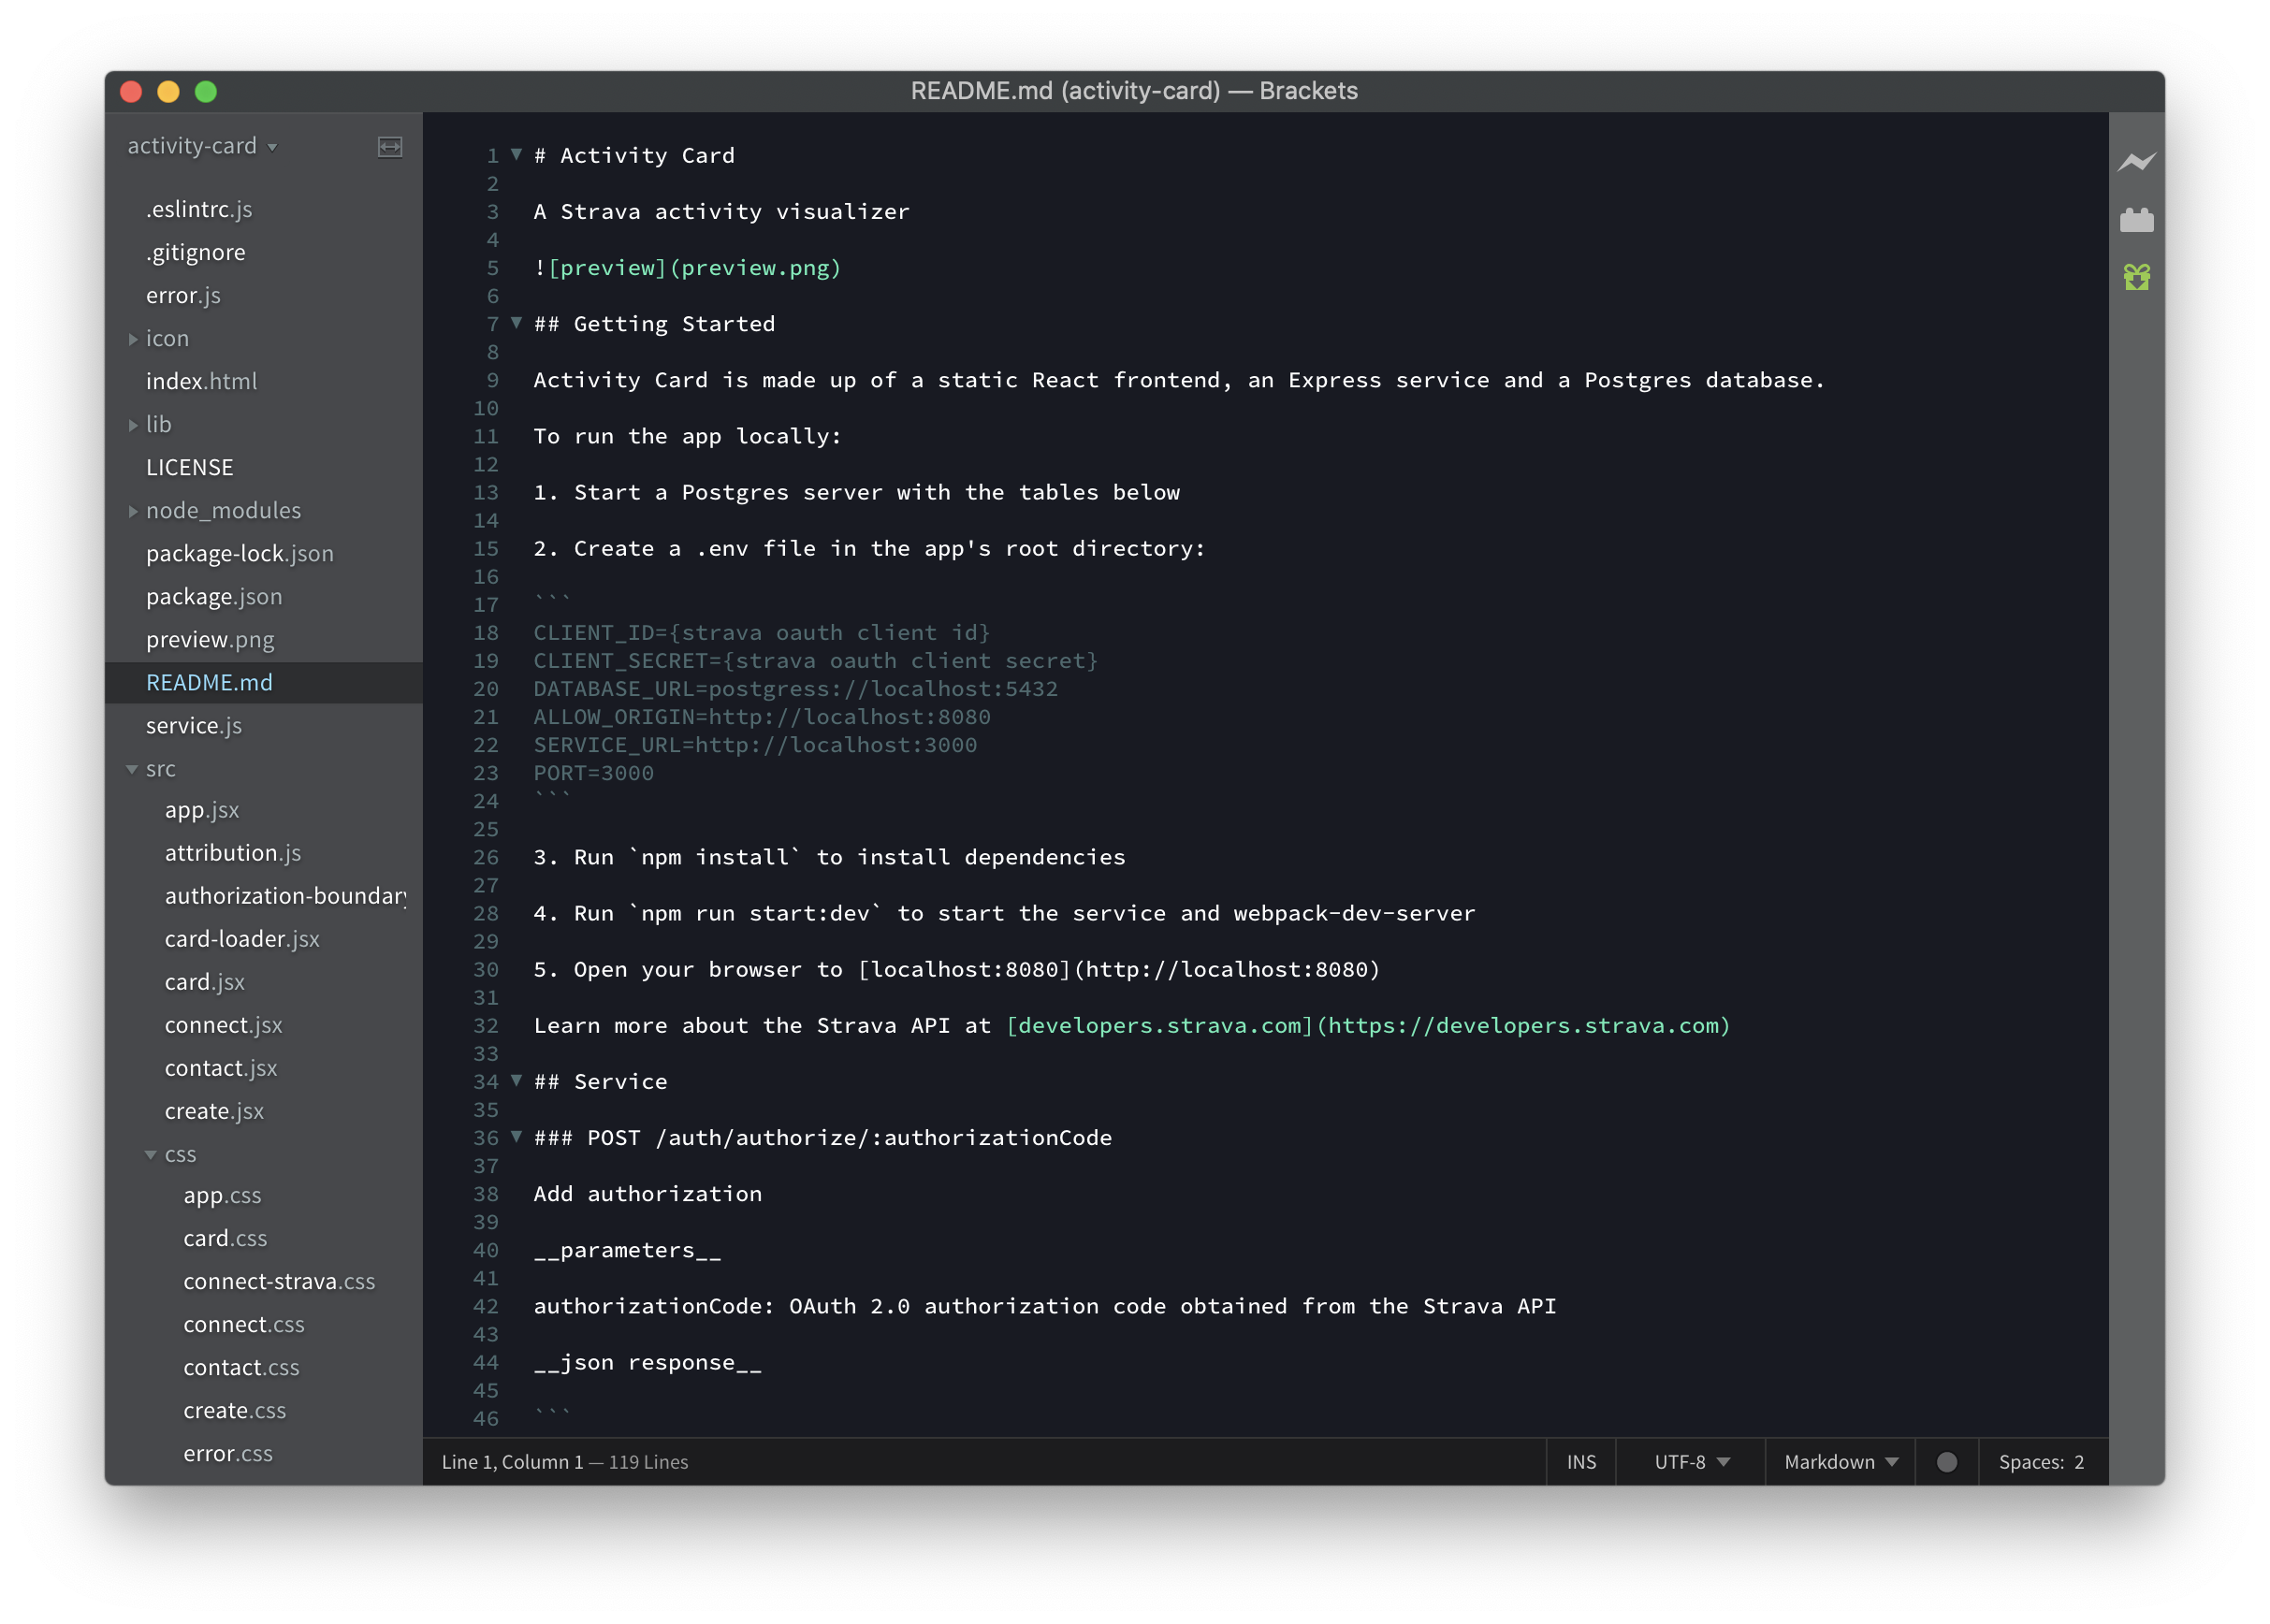 README.md (activity-card) — Brackets
activity-card
.eslintrc.js
.gitignore
error.js
icon
index.html
lib
LICENSE
node_modules
package-lock.json
package.json
preview.png
README.md
service.js
src
app.jsx
attribution.js
authorization-boundary
card-loader.jsx
card.jsx
connect.jsx
contact.jsx
create.jsx
css
app.css
card.css
connect-strava.css
connect.css
contact.css
create.css
error.css
1 # Activity Card
2
3 A Strava activity visualizer
4
5 ![preview](preview.png)
6
7 ## Getting Started
8
9 Activity Card is made up of a static React frontend, an Express service and a Postgres database.
10
11 To run the app locally:
12
13 1. Start a Postgres server with the tables below
14
15 2. Create a .env file in the app's root directory:
16
17 ```
18 CLIENT_ID={strava oauth client id}
19 CLIENT_SECRET={strava oauth client secret}
20 DATABASE_URL=postgress://localhost:5432
21 ALLOW_ORIGIN=http://localhost:8080
22 SERVICE_URL=http://localhost:3000
23 PORT=3000
24 ```
25
26 3. Run `npm install` to install dependencies
27
28 4. Run `npm run start:dev` to start the service and webpack-dev-server
29
30 5. Open your browser to [localhost:8080](http://localhost:8080)
31
32 Learn more about the Strava API at [developers.strava.com](https://developers.strava.com)
33
34 ## Service
35
36 ### POST /auth/authorize/:authorizationCode
37
38 Add authorization
39
40 __parameters__
41
42 authorizationCode: OAuth 2.0 authorization code obtained from the Strava API
43
44 __json response__
45
46 ```
Line 1, Column 1 — 119 Lines
INS UTF-8 Markdown Spaces: 2